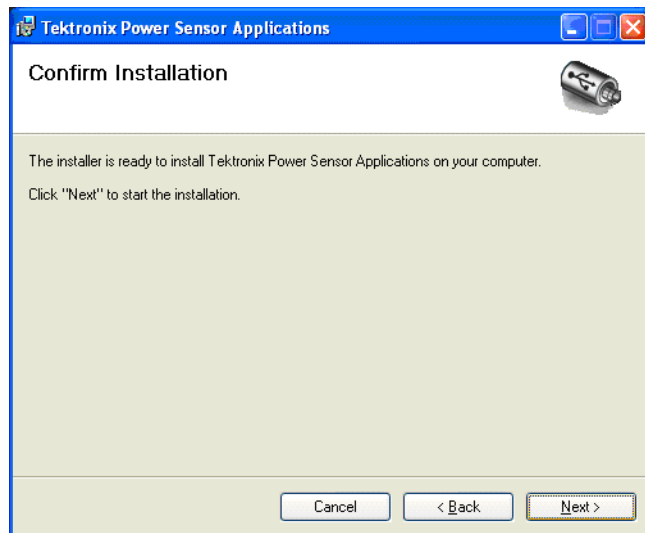 Tektronix Power Sensor Applications
Confirm Installation
The installer is ready to install Tektronix Power Sensor Applications on your computer.
Click "Next" to start the installation.
Cancel
< Back
Next >